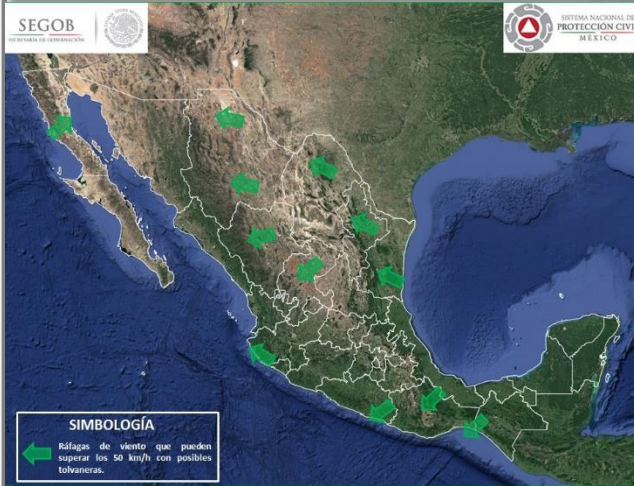 SEGOB
SECRETARÍA DE GOBERNACIÓN
SISTEMA NACIONAL DE
PROTECCIÓN CIVI
MÉXICO
SIMBOLOGÍA
Ráfagas de viento que pueden
superar los 50 km/h con posibles
tolvaneras.